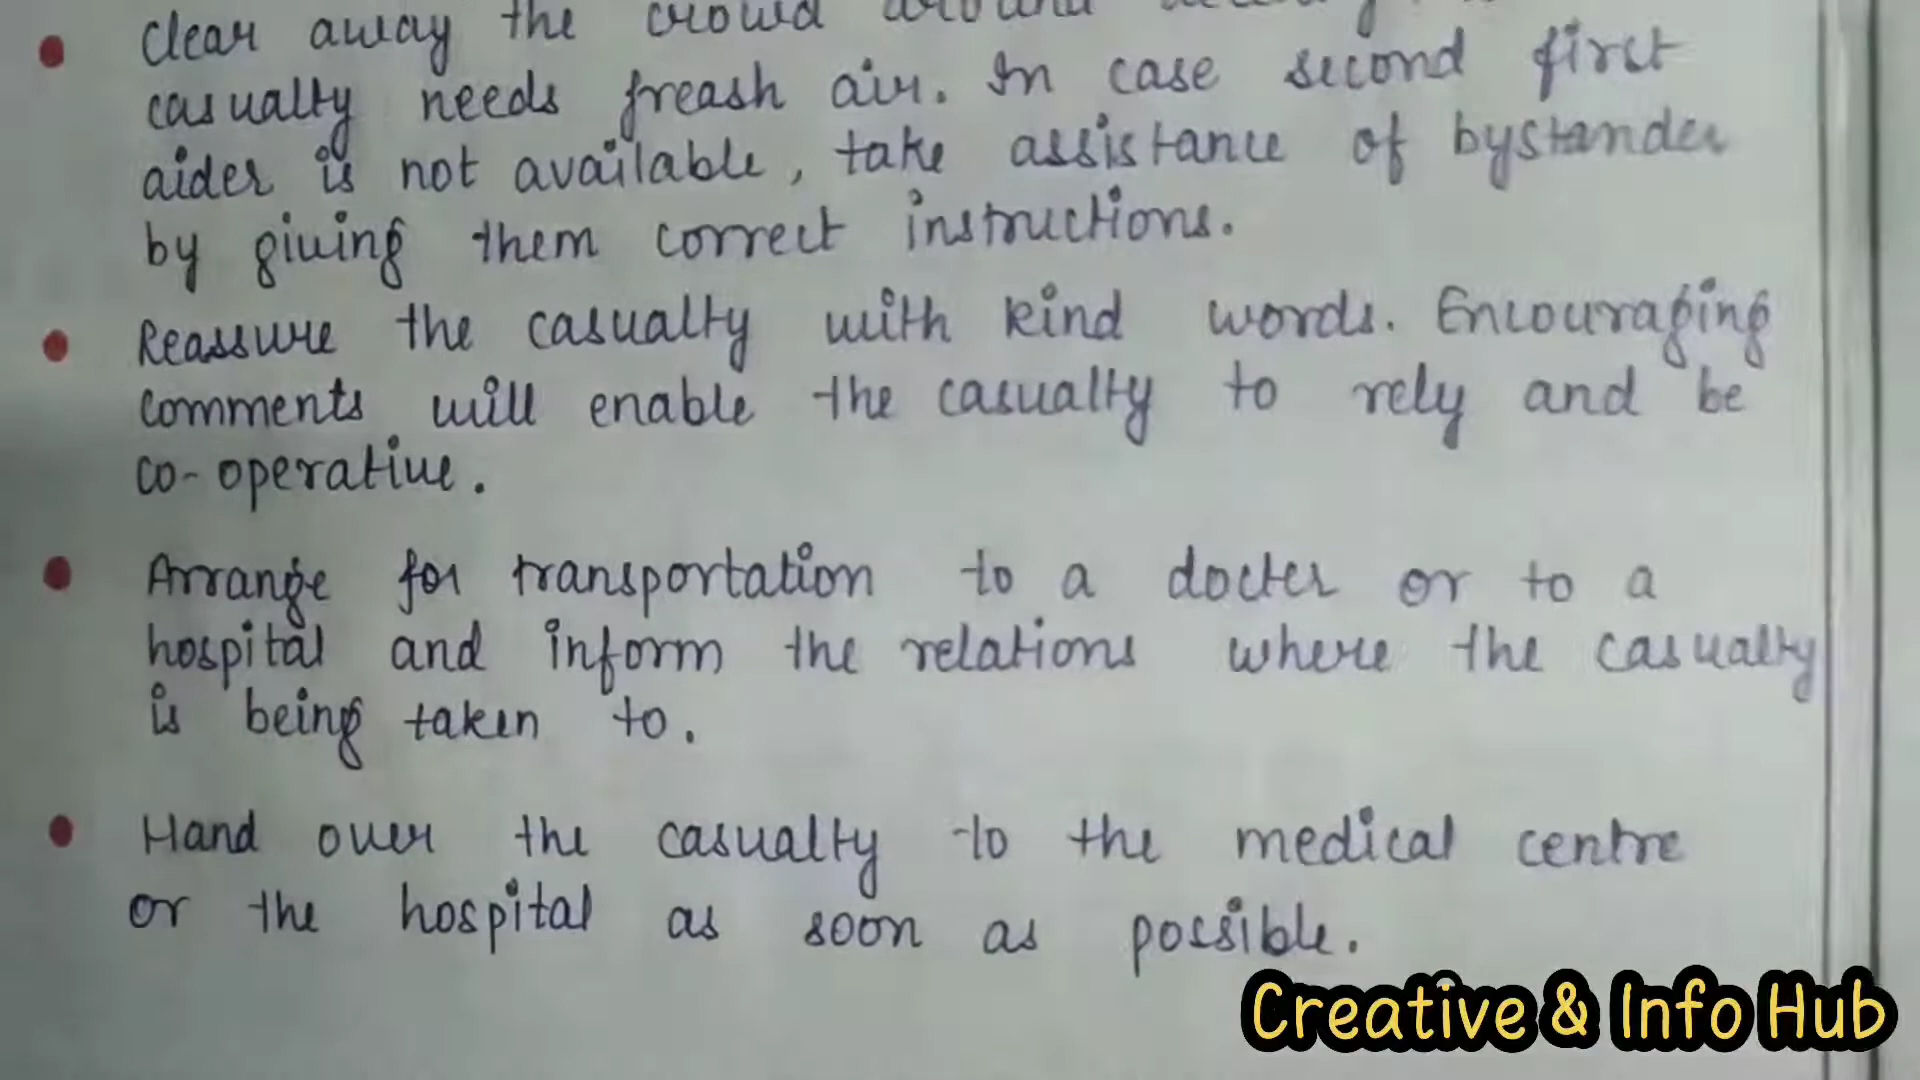 Clear away the crowd around
casualty needs freash air. In case second first
aider is not available, take assistance of bystander
by giving them correct instructions.
Reassure the casualty with kind words. Encouraging
comments will enable the casualty to rely and be
co-operative.
Arrange for transportation to a docter or to a
hospital and inform the relations where the casualty
is being taken to.
Hand over the casualty to the medical centre
or the hospital as soon as possible.
Creative & Info Hub